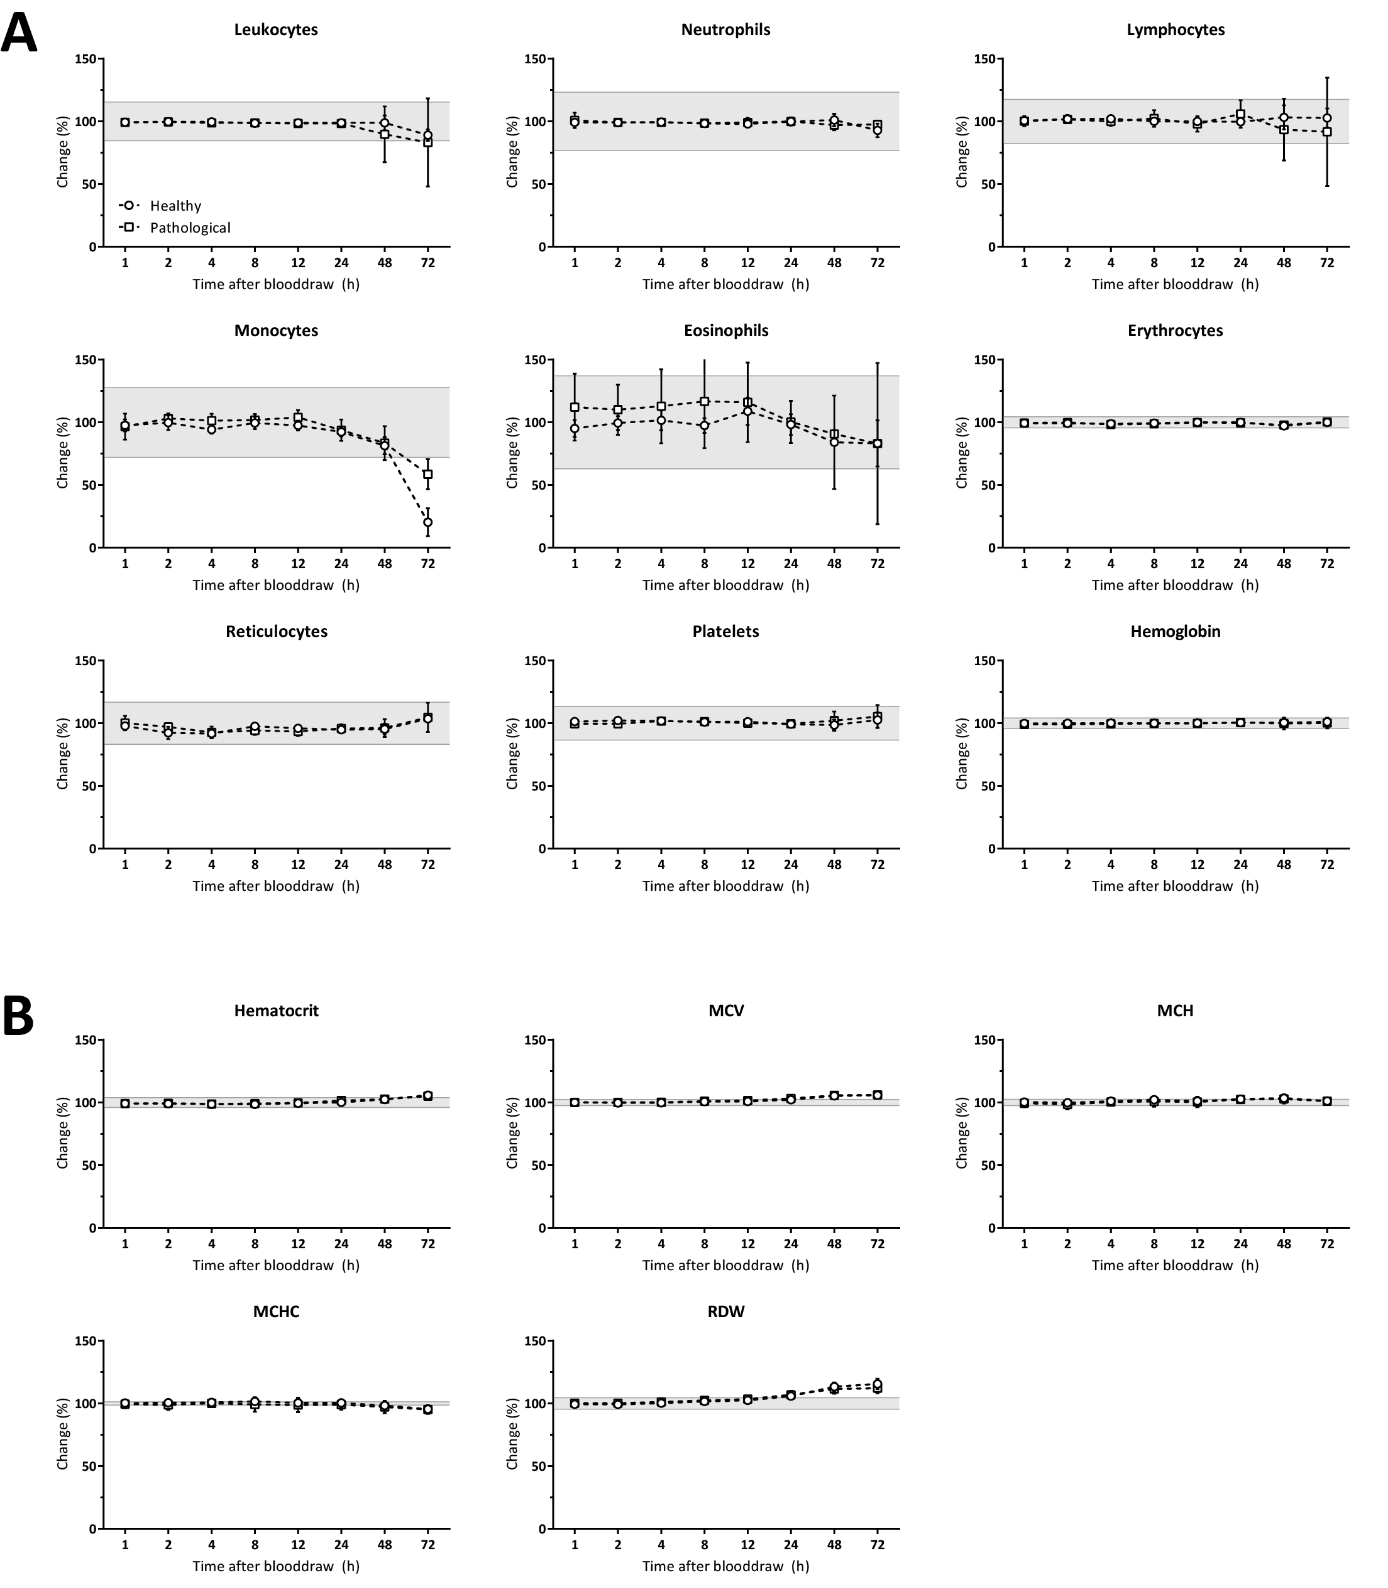 A
Leukocytes
150
100
50
0
Change (%)
Healthy
Pathological
1 2 4 8 12 24 48 72
Time after blooddraw (h)
Neutrophils
150
100
50
0
Change (%)
1 2 4 8 12 24 48 72
Time after blooddraw (h)
Lymphocytes
150
100
50
0
Change (%)
1 2 4 8 12 24 48 72
Time after blooddraw (h)
Monocytes
150
100
50
0
Change (%)
1 2 4 8 12 24 48 72
Time after blooddraw (h)
Eosinophils
150
100
50
0
Change (%)
1 2 4 8 12 24 48 72
Time after blooddraw (h)
Erythrocytes
150
100
50
0
Change (%)
1 2 4 8 12 24 48 72
Time after blooddraw (h)
Reticulocytes
150
100
50
0
Change (%)
1 2 4 8 12 24 48 72
Time after blooddraw (h)
Platelets
150
100
50
0
Change (%)
1 2 4 8 12 24 48 72
Time after blooddraw (h)
Hemoglobin
150
100
50
0
Change (%)
1 2 4 8 12 24 48 72
Time after blooddraw (h)
B
Hematocrit
150
100
50
0
Change (%)
1 2 4 8 12 24 48 72
Time after blooddraw (h)
MCV
150
100
50
0
Change (%)
1 2 4 8 12 24 48 72
Time after blooddraw (h)
MCH
150
100
50
0
Change (%)
1 2 4 8 12 24 48 72
Time after blooddraw (h)
MCHC
150
100
50
0
Change (%)
1 2 4 8 12 24 48 72
Time after blooddraw (h)
RDW
150
100
50
0
Change (%)
1 2 4 8 12 24 48 72
Time after blooddraw (h)